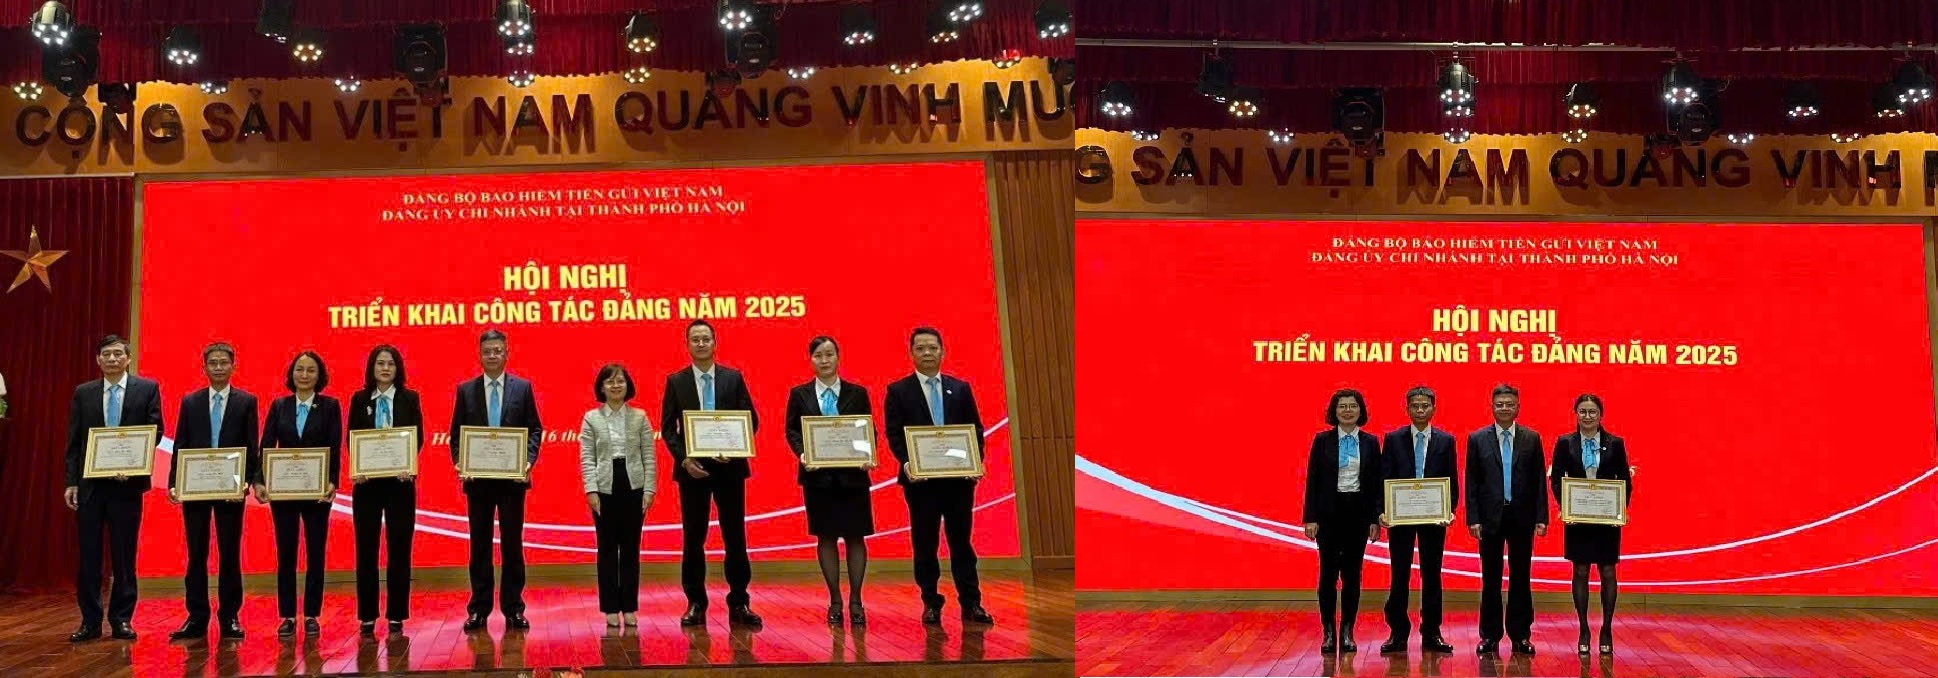 CỘNG SẢN VIỆT NAM QUANG VINH MU
ĐẢNG BỘ BẢO HIỂM TIỀN GỬI VIỆT NAM
ĐẢNG ỦY CHI NHÁNH TẠI THÀNH PHỐ HÀ NỘI
HỘI NGHỊ
TRIỂN KHAI CÔNG TÁC ĐẢNG NĂM 2025
16
G SẢN VIỆT NAM QUANG VINH
ĐẢNG BỘ BẢO HIỂM TIỀN GỬI VIỆT NAM
ĐẢNG ỦY CHI NHÁNH TẠI THÀNH PHỐ HÀ NỘI
HỘI NGHỊ
TRIỂN KHAI CÔNG TÁC ĐẢNG NĂM 2025